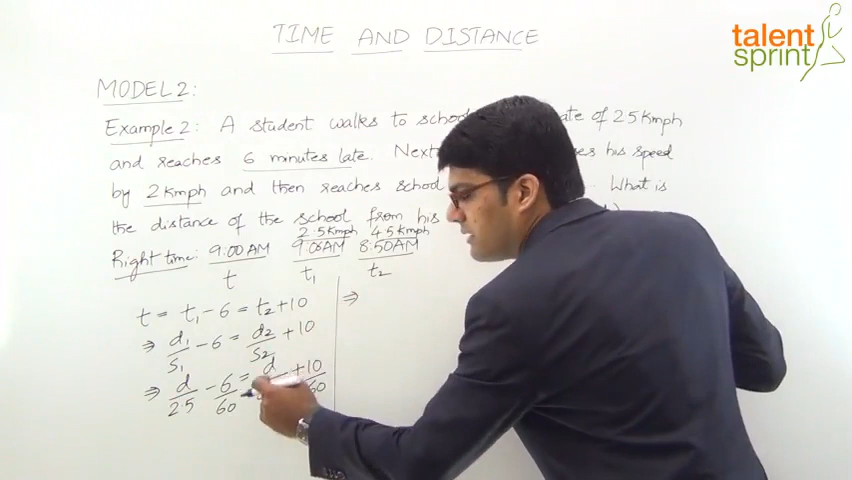 TIME AND DISTANCE
talent
sprint
MODEL 2:
Example 2: A student walks to school rate of 2.5 Kmph
and reaches 6 minutes late. Next his speed
by 2 Kmph and then reaches school What is
the distance of the school from his
2.5 Kmph 4.5 Kmph
Right time: 9:00 AM 9:06 AM 8:50 AM
t t₁ t₂
t = t₁ - 6 = t₂ + 10 ⇒
⇒ d₁/S₁ - 6 = d₂/S₂ + 10
⇒ d/2.5 - 6/60 = d + 10/60